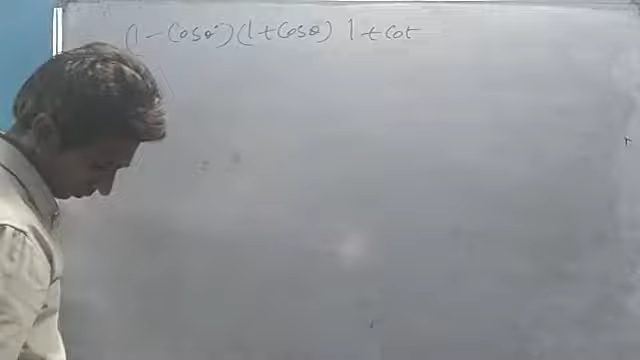 (1 - Cosθ)(1 + Cosθ) 1 + Cot